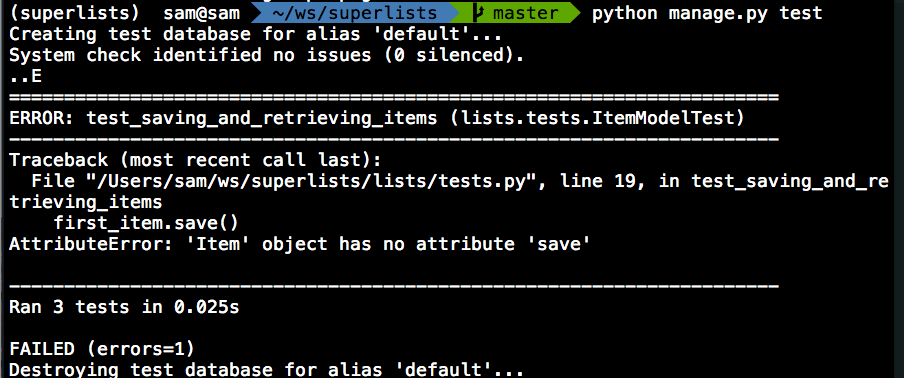 (superlists) sam@sam ~/ws/superlists master python manage.py test
Creating test database for alias 'default'...
System check identified no issues (0 silenced).
..E
======================================================================
ERROR: test_saving_and_retrieving_items (lists.tests.ItemModelTest)
----------------------------------------------------------------------
Traceback (most recent call last):
  File "/Users/sam/ws/superlists/lists/tests.py", line 19, in test_saving_and_re
trieving_items
    first_item.save()
AttributeError: 'Item' object has no attribute 'save'

----------------------------------------------------------------------
Ran 3 tests in 0.025s

FAILED (errors=1)
Destroying test database for alias 'default'...